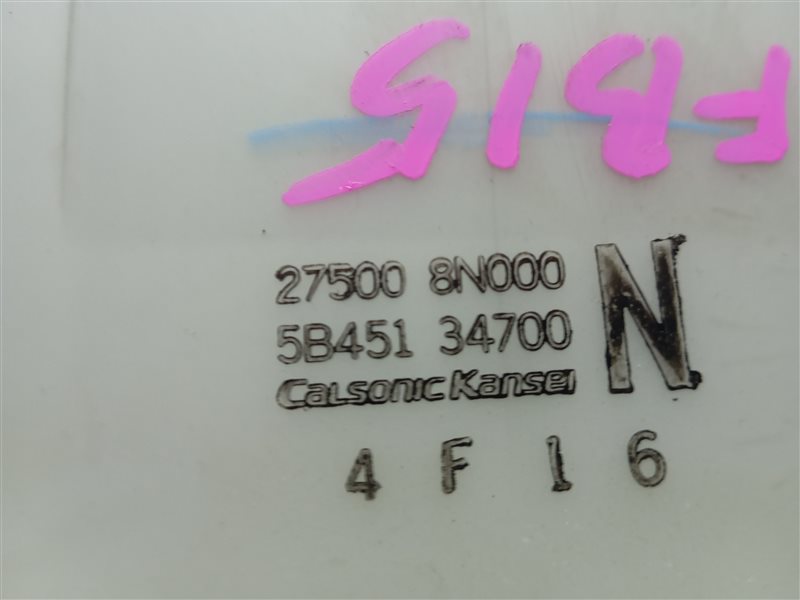 FB15
27500 8N000
5B451 34700
CALSONIC KANSEI
N
4 F 1 6